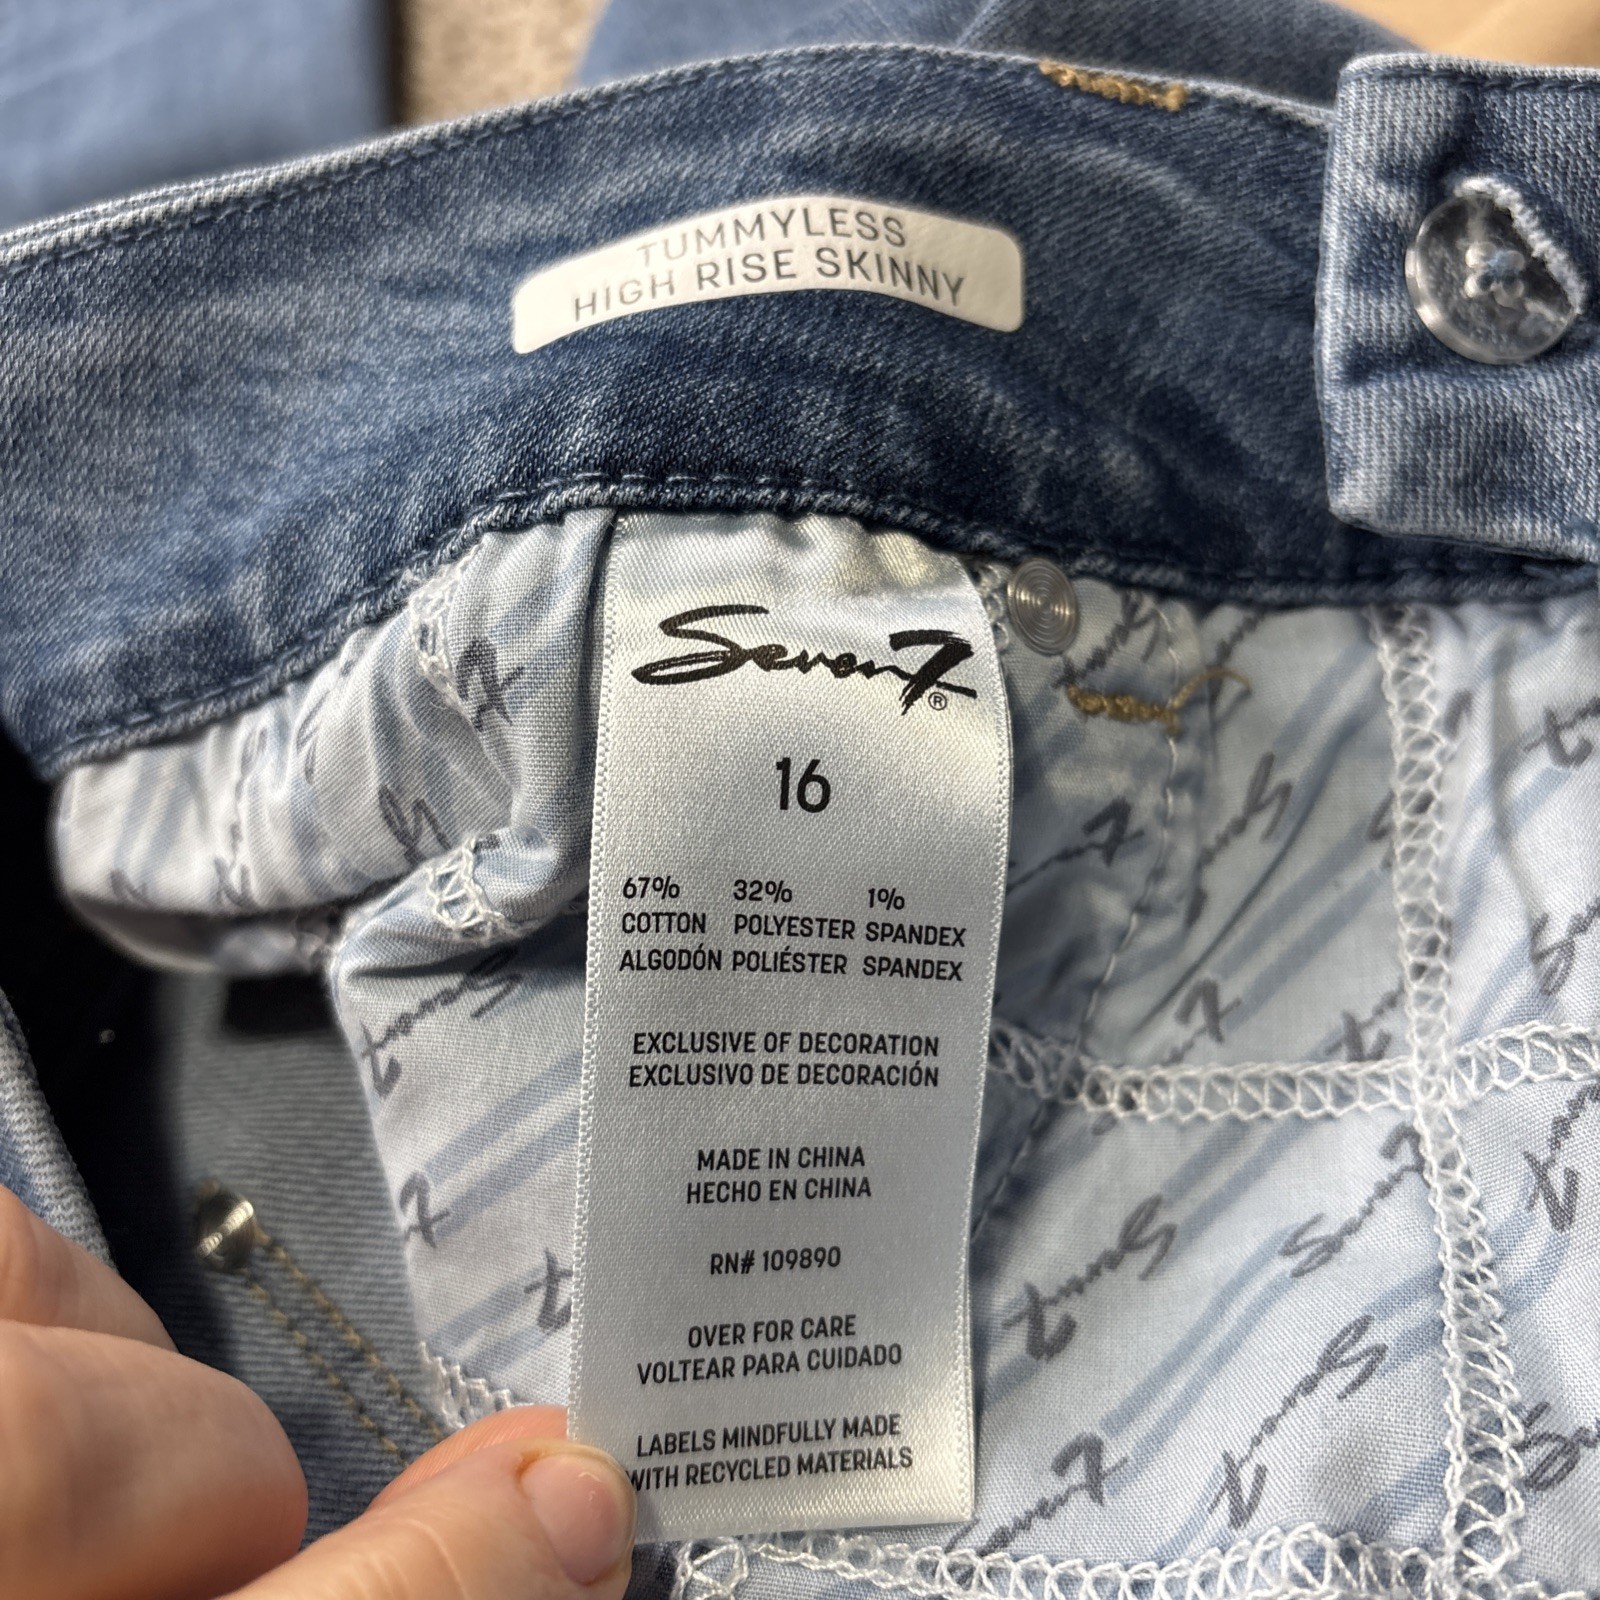 TUMMYLESS
HIGH RISE SKINNY
Seven7®
16
67% 32% 1%
COTTON POLYESTER SPANDEX
ALGODÓN POLIÉSTER SPANDEX
EXCLUSIVE OF DECORATION
EXCLUSIVO DE DECORACIÓN
MADE IN CHINA
HECHO EN CHINA
RN# 109890
OVER FOR CARE
VOLTEAR PARA CUIDADO
LABELS MINDFULLY MADE
WITH RECYCLED MATERIALS